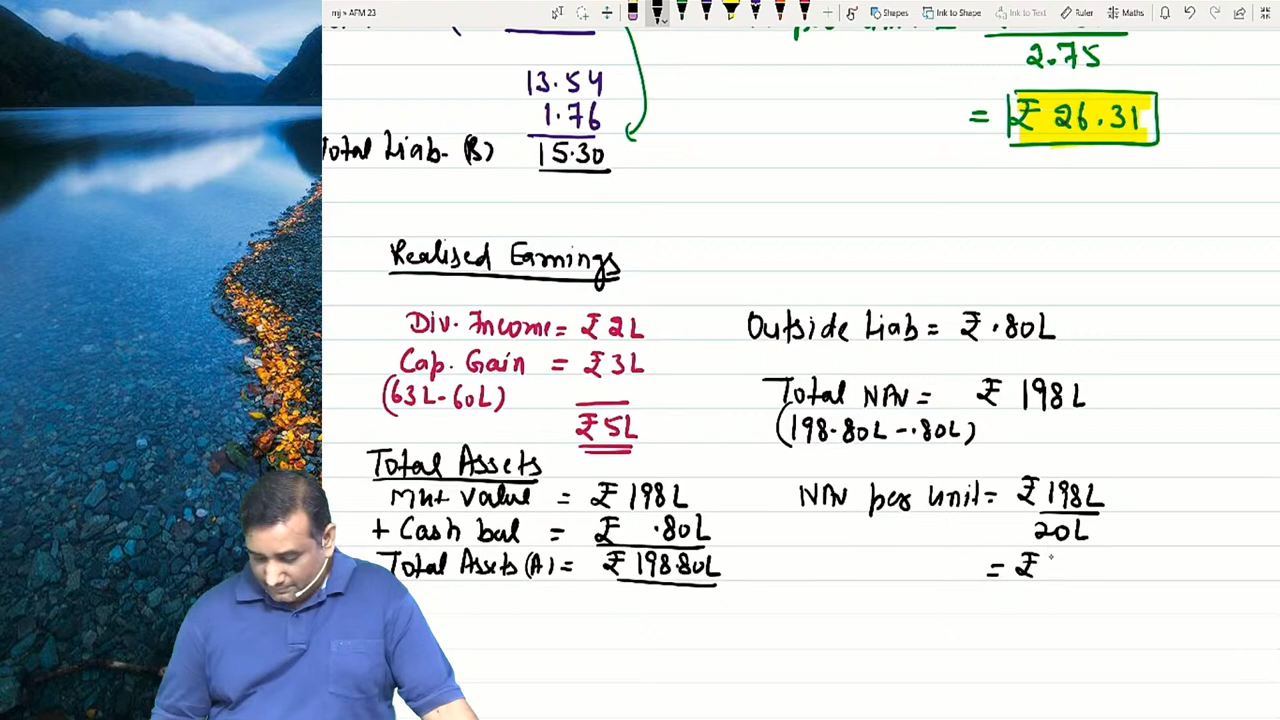 mj » AFM 23
Shapes
Ink to Shape
Ink to Text
Ruler
Maths
13.54
1.76
Total Liab. (B) 15.30
2.75
= ₹ 26.31
Realised Earnings
Div. Income = ₹ 2L
Cap. Gain = ₹ 3L
(63L-60L)
₹ 5L
Total Assets
Mkt Value = ₹ 198L
+ Cash bal = ₹ .80L
Total Assets (A) = ₹ 198.80L
Outside Liab = ₹ .80L
Total NAV = ₹ 198L
(198.80L - .80L)
NAV per unit = ₹ 198L
20L
= ₹